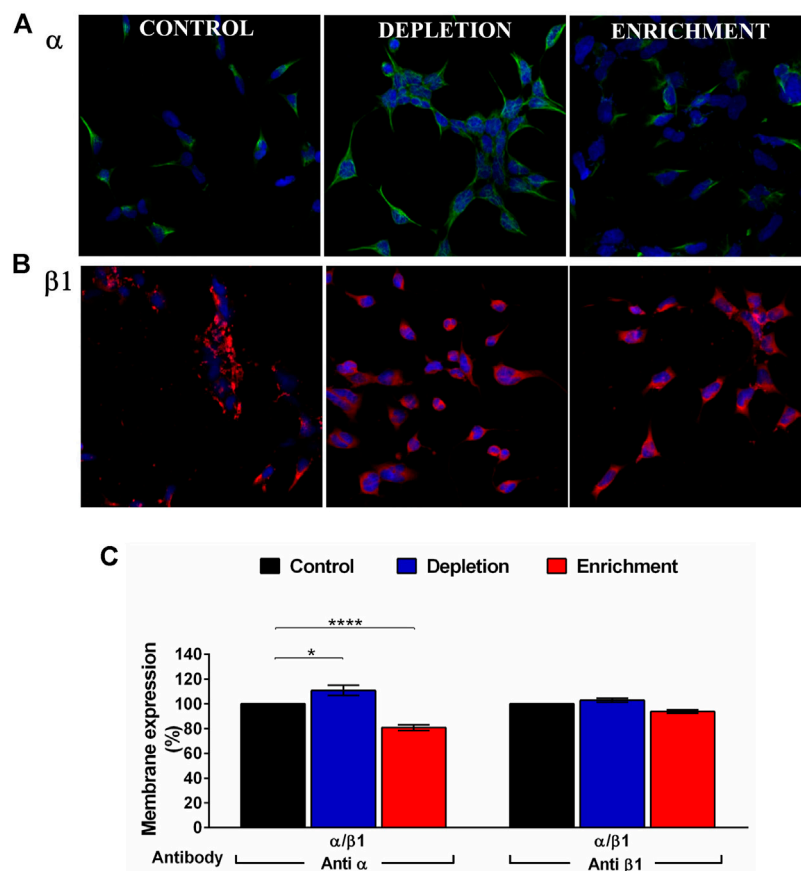 A
α
CONTROL
DEPLETION
ENRICHMENT
B
β1
C
Control
Depletion
Enrichment
****
*
Membrane expression
(%)
140
120
100
80
60
40
20
0
α/β1
α/β1
Antibody
Anti α
Anti β1